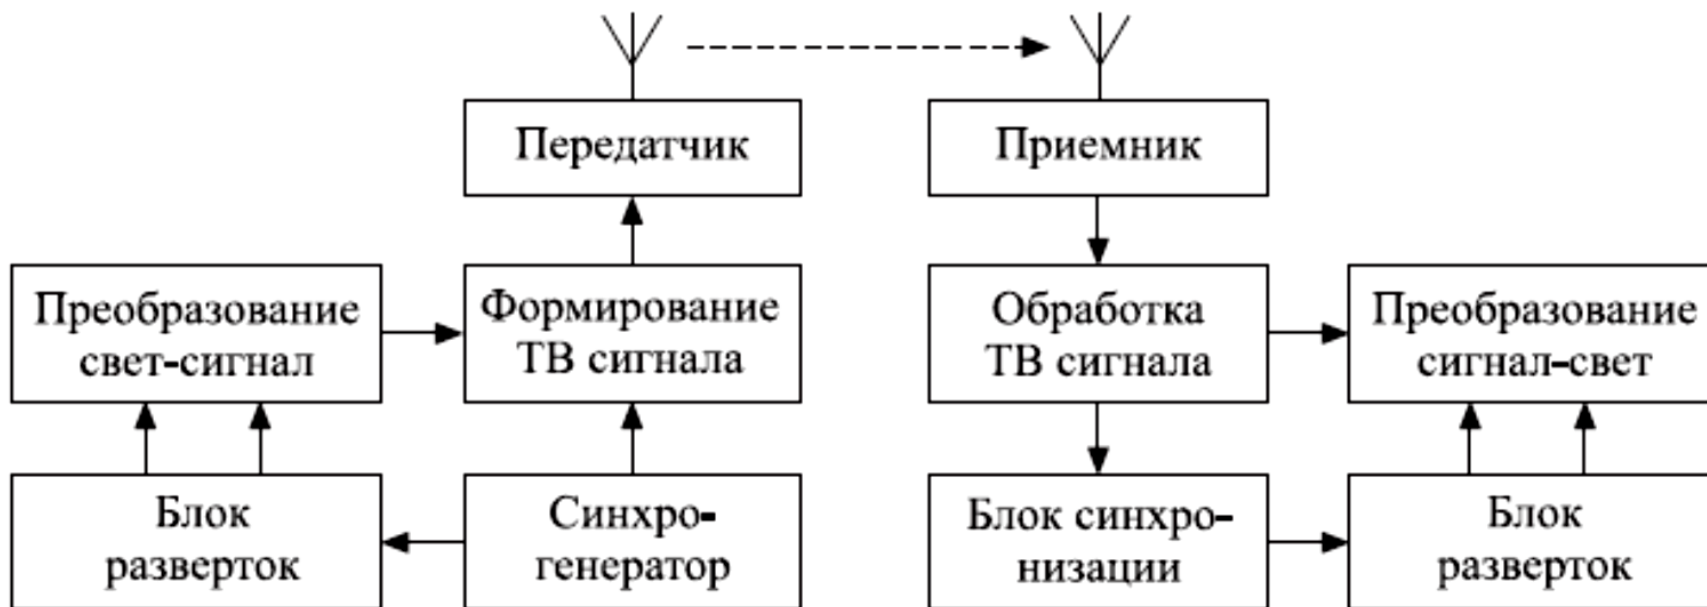 Передатчик
Приемник
Преобразование
свет-сигнал
Формирование
ТВ сигнала
Обработка
ТВ сигнала
Преобразование
сигнал-свет
Блок
разверток
Синхро-
генератор
Блок синхро-
низации
Блок
разверток